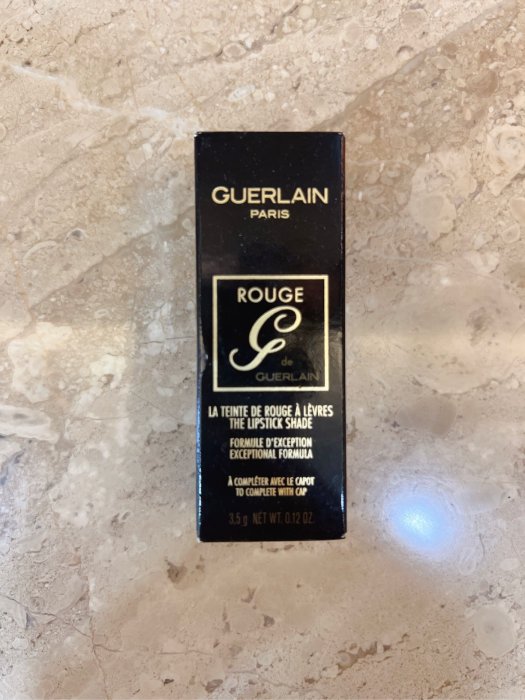 GUERLAIN
PARIS
ROUGE
G
de
GUERLAIN
LA TEINTE DE ROUGE À LÈVRES
THE LIPSTICK SHADE
FORMULE D'EXCEPTION
EXCEPTIONAL FORMULA
À COMPLÉTER AVEC LE CAPOT
TO COMPLETE WITH CAP
3,5 g NET WT. 0.12 OZ.